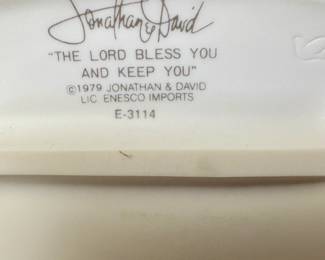 Jonathan & David
"THE LORD BLESS YOU
AND KEEP YOU"
©1979 JONATHAN & DAVID
LIC. ENESCO IMPORTS
E-3114